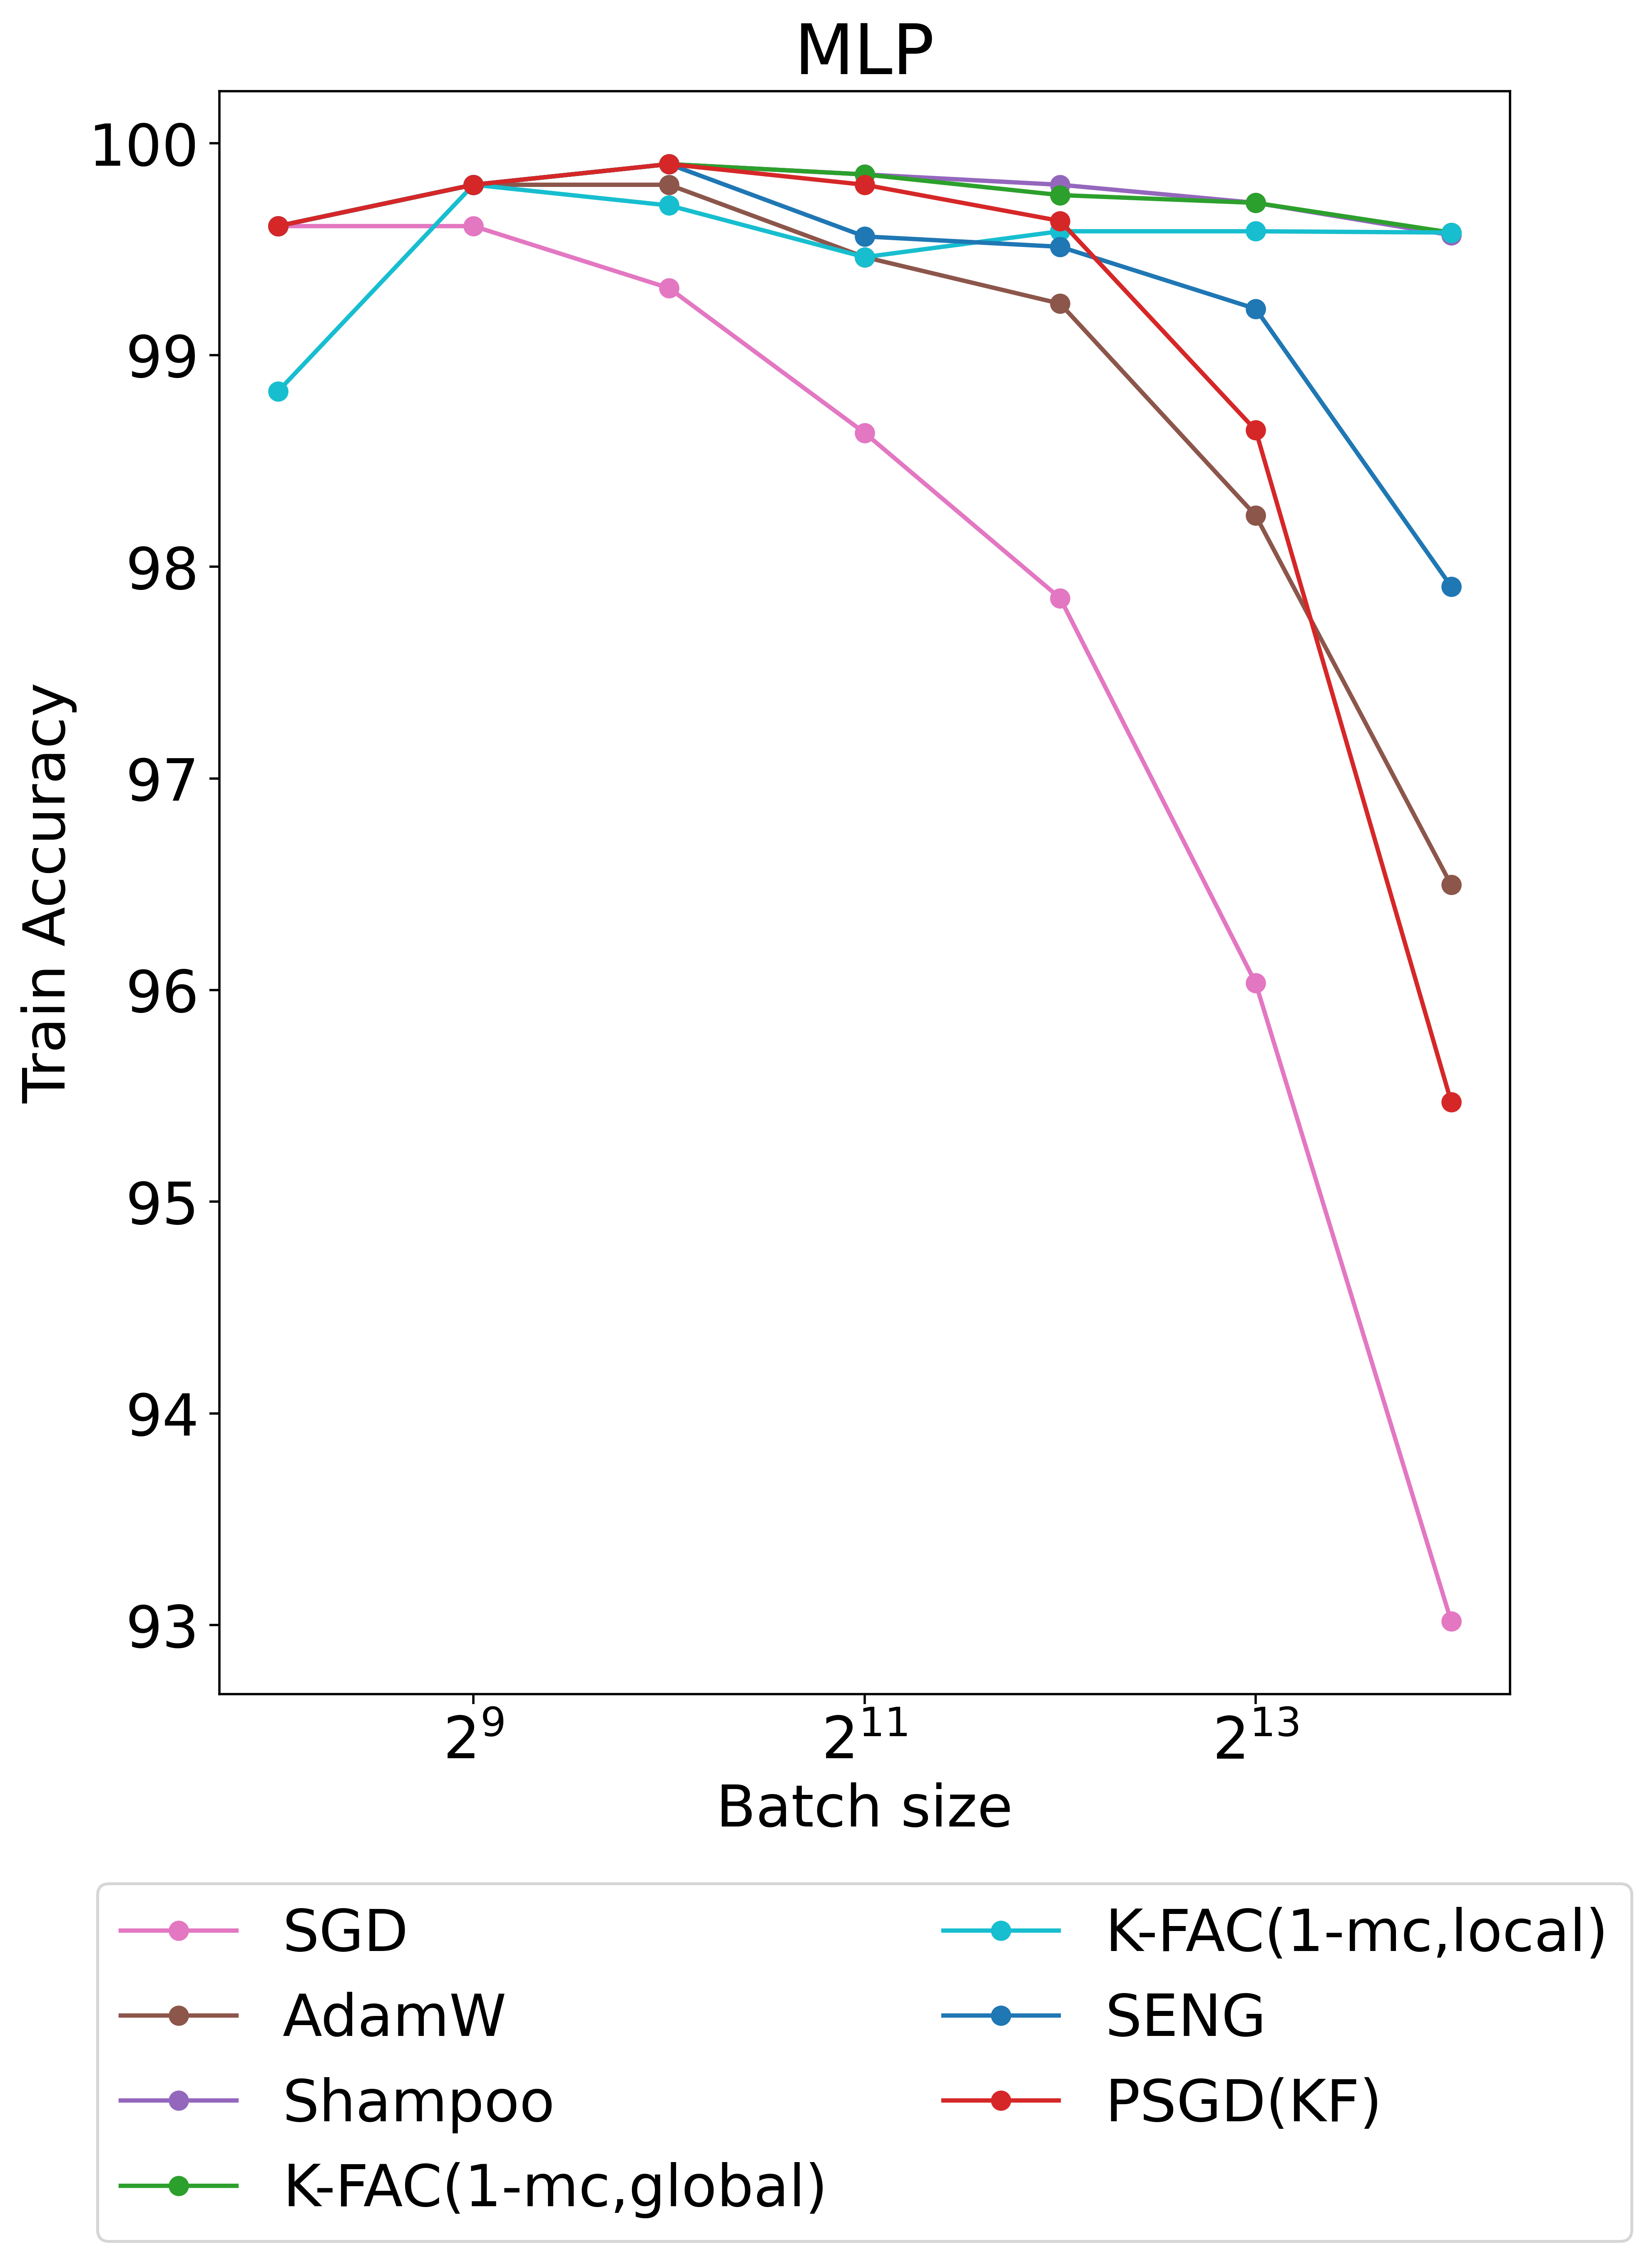 MLP
100
99
98
97
96
95
94
93
Train Accuracy
2⁹
2¹¹
2¹³
Batch size
SGD
AdamW
Shampoo
K-FAC(1-mc,global)
K-FAC(1-mc,local)
SENG
PSGD(KF)